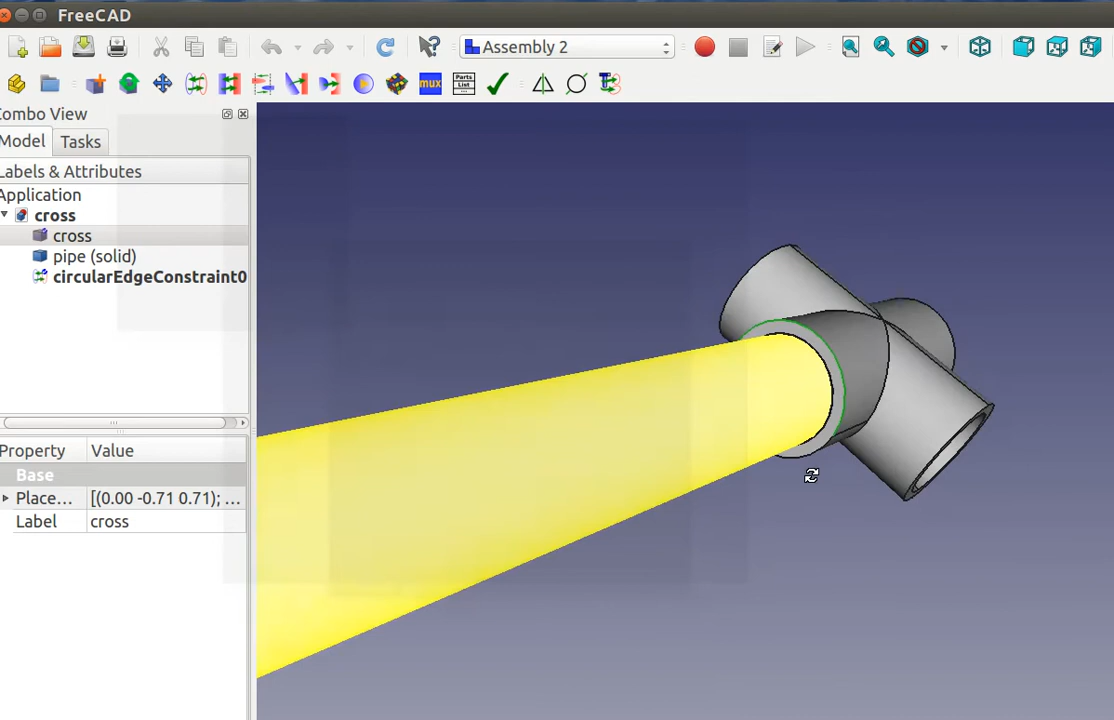 FreeCAD
Assembly 2
mux
Parts
List
Combo View
Model
Tasks
Labels & Attributes
Application
cross
cross
pipe (solid)
circularEdgeConstraint0
Property
Value
Base
Place...
[(0.00 -0.71 0.71); ...
Label
cross